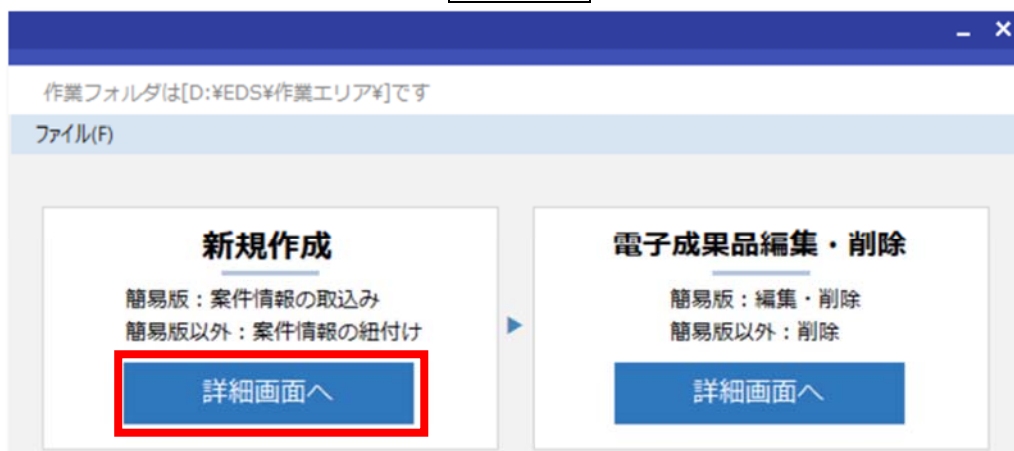 作業フォルダは[D:¥EDS¥作業エリア¥]です
ファイル(F)
新規作成
簡易版：案件情報の取込み
簡易版以外：案件情報の紐付け
詳細画面へ
電子成果品編集・削除
簡易版：編集・削除
簡易版以外：削除
詳細画面へ